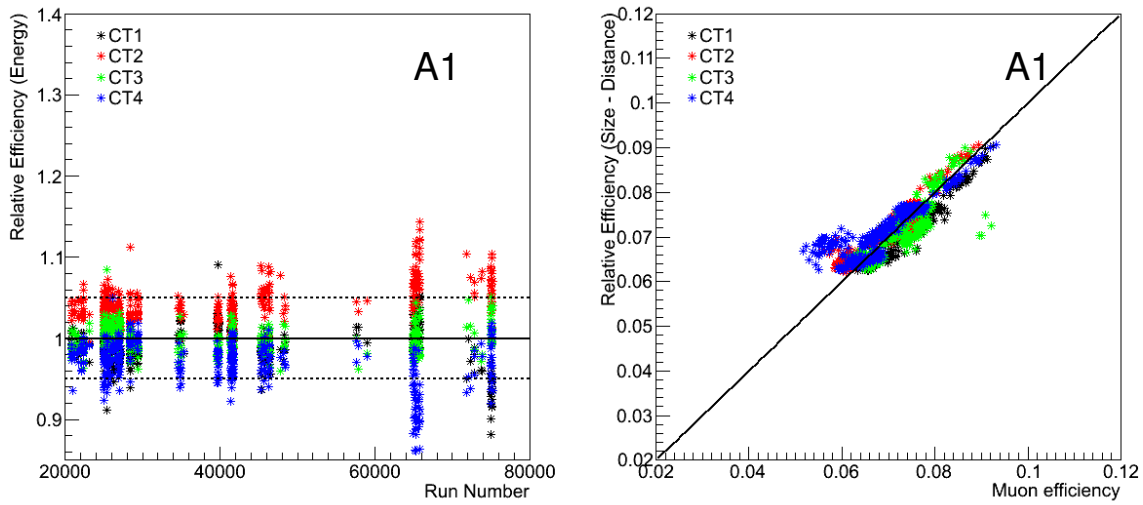 Relative Efficiency (Energy)
1.4
1.3
1.2
1.1
1
0.9
20000 40000 60000 80000
Run Number
CT1
CT2
CT3
CT4
A1
Relative Efficiency (Size - Distance)
0.12
0.11
0.1
0.09
0.08
0.07
0.06
0.05
0.04
0.03
0.02
0.02 0.04 0.06 0.08 0.1 0.12
Muon efficiency
CT1
CT2
CT3
CT4
A1